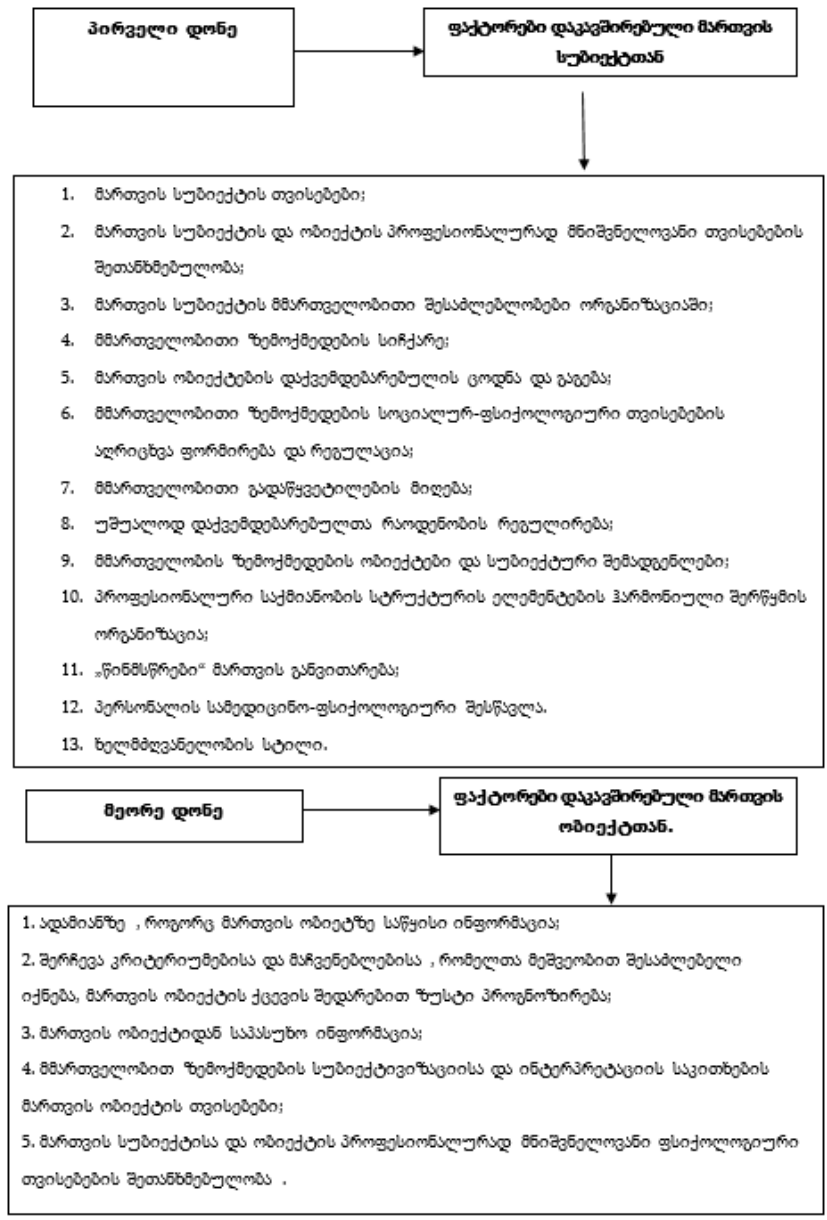 პირველი დონე
ფაქტორები დაკავშირებული მართვის
სუბიექტთან
1. მართვის სუბიექტის თვისებები;
2. მართვის სუბიექტის და ობიექტის პროფესიონალურად მნიშვნელოვანი თვისებების
შეთანხმებულობა;
3. მართვის სუბიექტის მმართველობითი შესაძლებლობები ორგანიზაციაში;
4. მმართველობითი ზემოქმედების სიჩქარე;
5. მართვის ობიექტების დაქვემდებარებულის ცოდნა და გაგება;
6. მმართველობითი ზემოქმედების სოციალურ-ფსიქოლოგიური თვისებების
აღრიცხვა ფორმირება და რეგულაცია;
7. მმართველობითი გადაწყვეტილების მიღება;
8. უშუალოდ დაქვემდებარებულთა რაოდენობის რეგულირება;
9. მმართველობის ზემოქმედების ობიექტები და სუბიექტური შემადგენლები;
10. პროფესიონალური საქმიანობის სტრუქტურის ელემენტების ჰარმონიული შერწყმის
ორგანიზაცია;
11. „წინმსწრები“ მართვის განვითარება;
12. პერსონალის სამედიცინო-ფსიქოლოგიური შესწავლა.
13. ხელმძღვანელობის სტილი.
მეორე დონე
ფაქტორები დაკავშირებული მართვის
ობიექტთან.
1. ადამიანზე , როგორც მართვის ობიეტზე საწყისი ინფორმაცია;
2. შერჩევა კრიტერიუმებისა და მაჩვენებლებისა , რომელთა მეშვეობით შესაძლებელი
იქნება, მართვის ობიექტის ქცევის შედარებით ზუსტი პროგნოზირება;
3. მართვის ობიექტიდან საპასუხო ინფორმაცია;
4. მმართველობით ზემოქმედების სუბიექტივიზაციისა და ინტერპრეტაციის საკითხების
მართვის ობიექტის თვისებები;
5. მართვის სუბიექტისა და ობიექტის პროფესიონალურად მნიშვნელოვანი ფსიქოლოგიური
თვისებების შეთანხმებულობა .